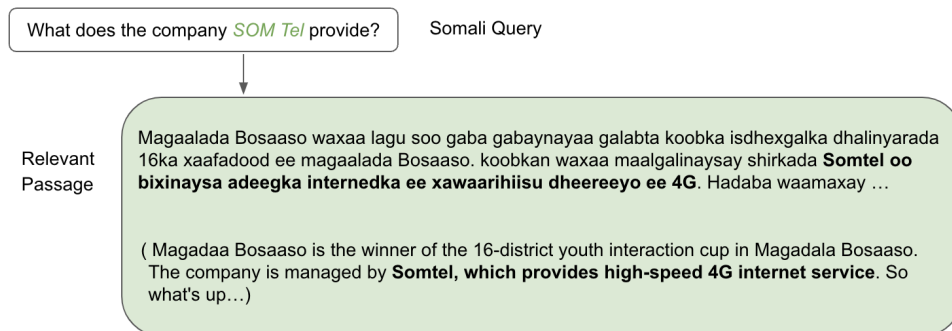 What does the company SOM Tel provide?
Somali Query
Relevant
Passage
Magaalada Bosaaso waxaa lagu soo gaba gabaynayaa galabta koobka isdhexgalka dhalinyarada
16ka xaafadood ee magaalada Bosaaso. koobkan waxaa maalgalinaysay shirkada Somtel oo
bixinaysa adeegka internedka ee xawaarihiisu dheereeyo ee 4G. Hadaba waamaxay …
( Magadaa Bosaaso is the winner of the 16-district youth interaction cup in Magadala Bosaaso.
The company is managed by Somtel, which provides high-speed 4G internet service. So
what's up…)